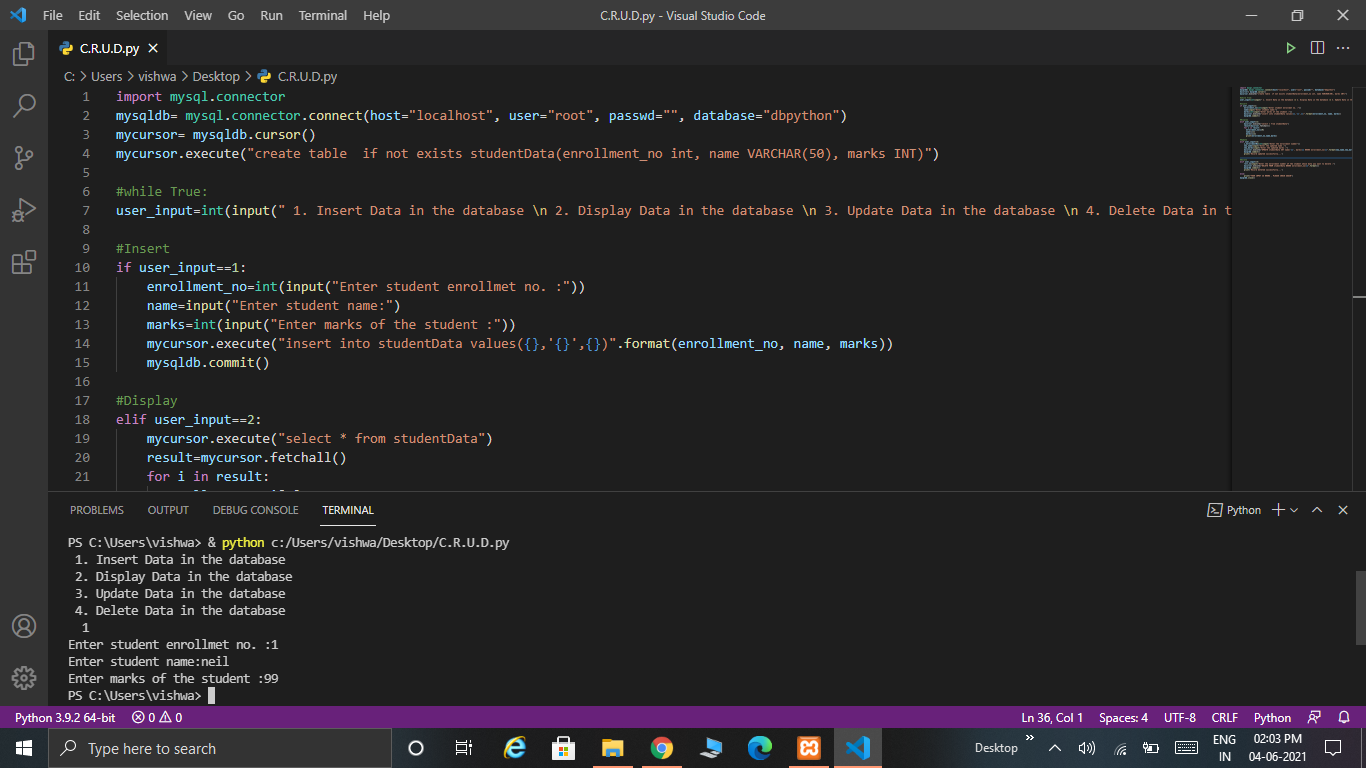 File Edit Selection View Go Run Terminal Help
C.R.U.D.py - Visual Studio Code
C.R.U.D.py
C: > Users > vishwa > Desktop > C.R.U.D.py
1 import mysql.connector
2 mysqldb= mysql.connector.connect(host="localhost", user="root", passwd="", database="dbpython")
3 mycursor= mysqldb.cursor()
4 mycursor.execute("create table  if not exists studentData(enrollment_no int, name VARCHAR(50), marks INT)")
5
6 #while True:
7 user_input=int(input(" 1. Insert Data in the database \n 2. Display Data in the database \n 3. Update Data in the database \n 4. Delete Data in t
8
9 #Insert
10 if user_input==1:
11     enrollment_no=int(input("Enter student enrollmet no. :"))
12     name=input("Enter student name:")
13     marks=int(input("Enter marks of the student :"))
14     mycursor.execute("insert into studentData values({},'{}',{})".format(enrollment_no, name, marks))
15     mysqldb.commit()
16
17 #Display
18 elif user_input==2:
19     mycursor.execute("select * from studentData")
20     result=mycursor.fetchall()
21     for i in result:
PROBLEMS OUTPUT DEBUG CONSOLE TERMINAL
Python
PS C:\Users\vishwa> & python c:/Users/vishwa/Desktop/C.R.U.D.py
1. Insert Data in the database
2. Display Data in the database
3. Update Data in the database
4. Delete Data in the database
1
Enter student enrollmet no. :1
Enter student name:neil
Enter marks of the student :99
PS C:\Users\vishwa>
Python 3.9.2 64-bit 0 0 Ln 36, Col 1 Spaces: 4 UTF-8 CRLF Python
Type here to search
Desktop
ENG
IN
02:03 PM
04-06-2021